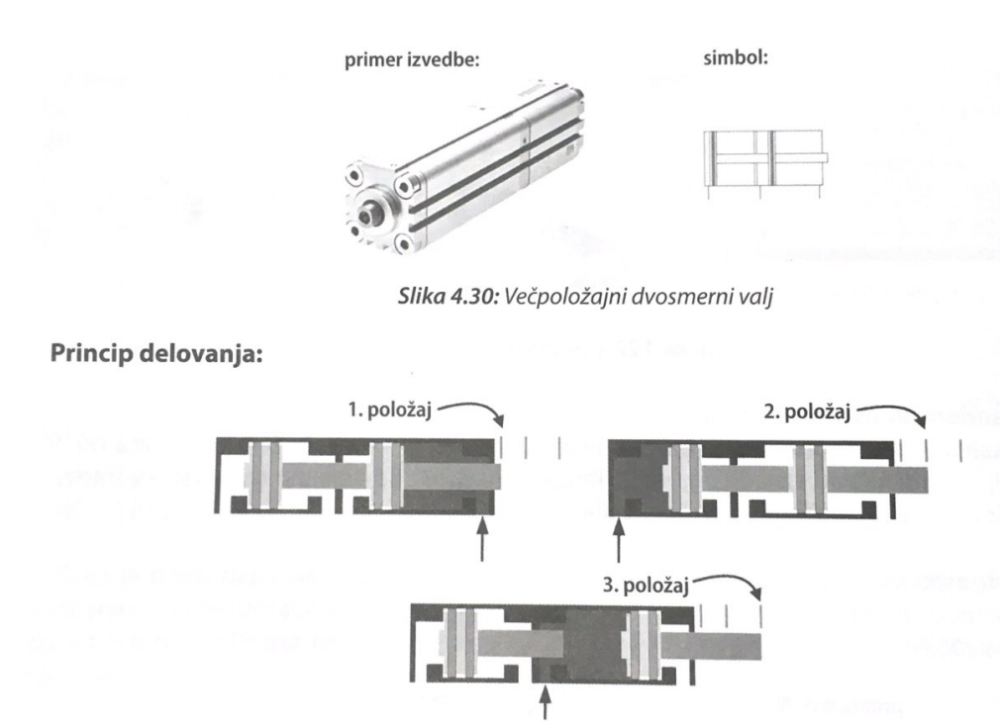 primer izvedbe:
simbol:
Slika 4.30: Večpoložajni dvosmerni valj
Princip delovanja:
1. položaj
2. položaj
3. položaj